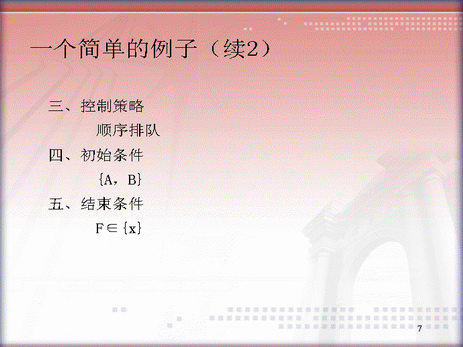 一个简单的例子（续2）
三、控制策略
顺序排队
四、初始条件
{A，B}
五、结束条件
F∈{x}
7